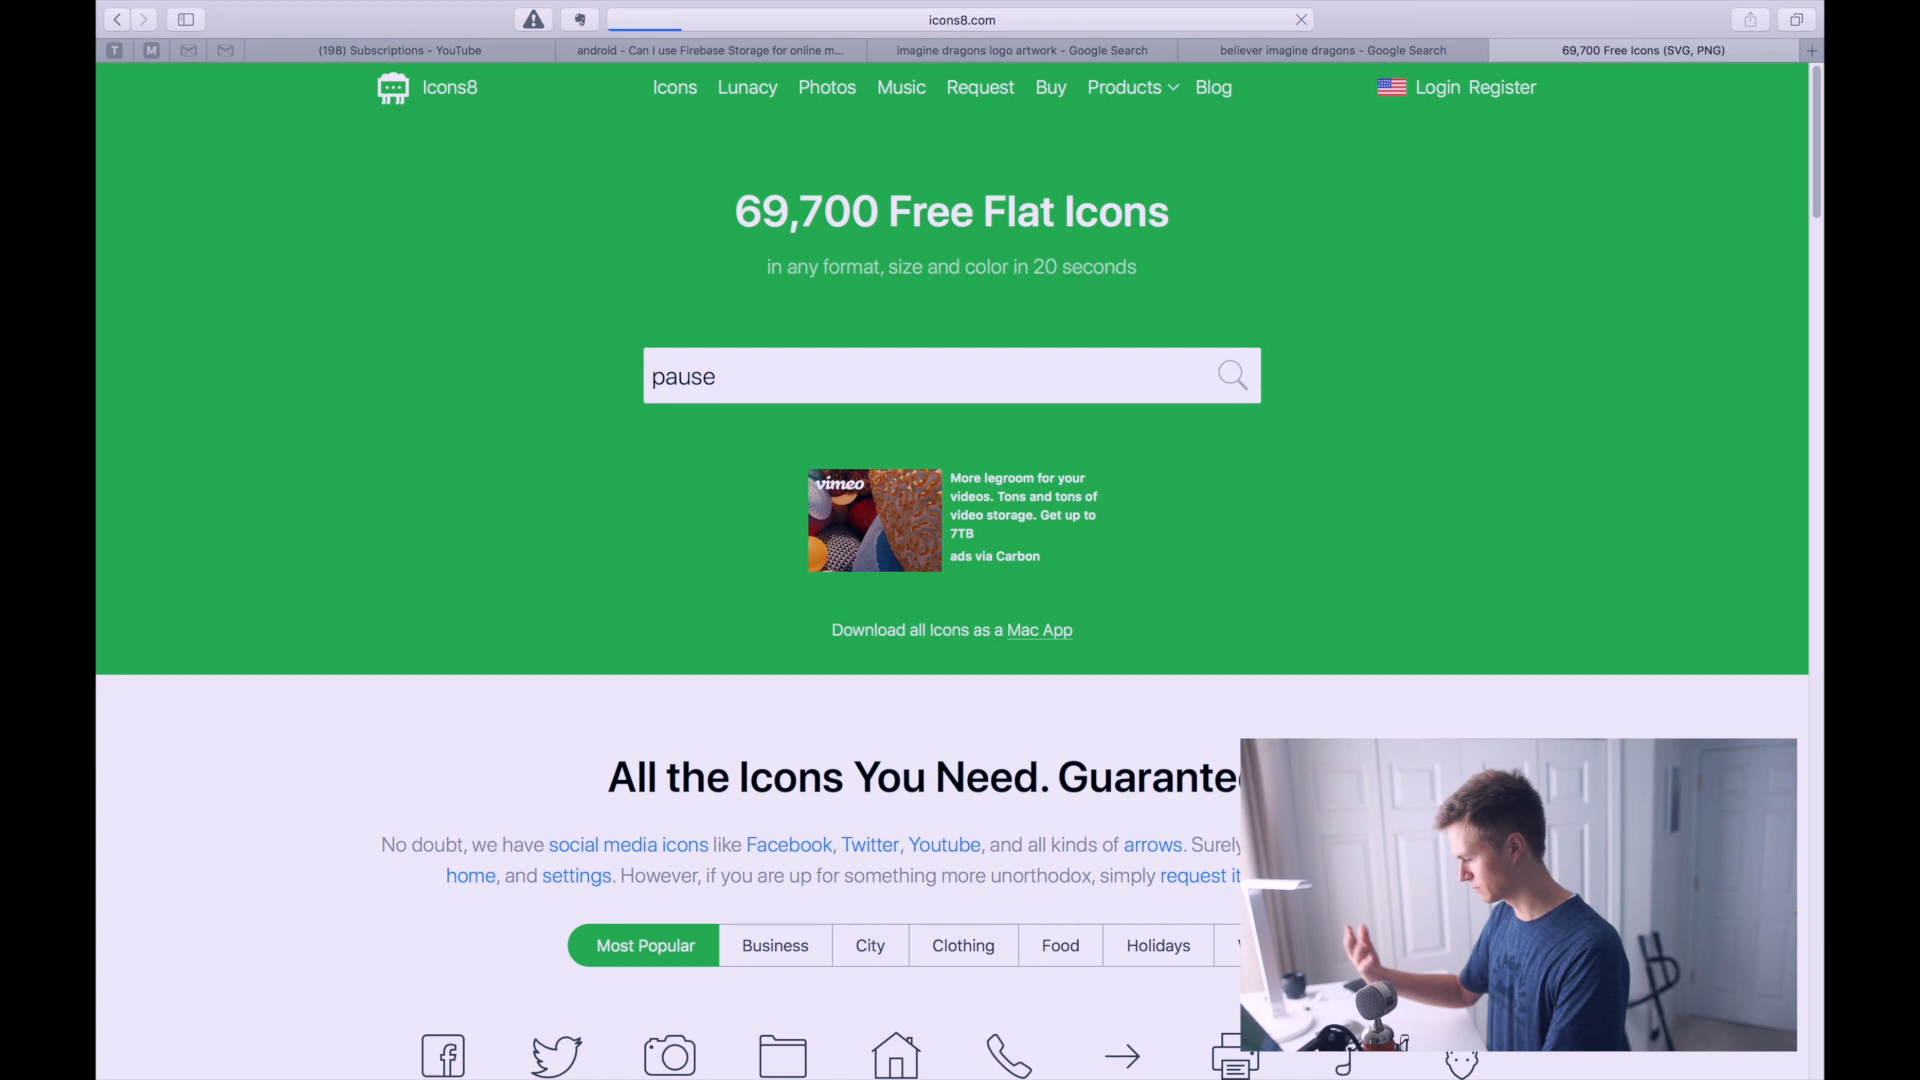 icons8.com
T
M
(198) Subscriptions - YouTube
android - Can I use Firebase Storage for online m...
imagine dragons logo artwork - Google Search
believer imagine dragons - Google Search
69,700 Free Icons (SVG, PNG)
Icons8
Icons
Lunacy
Photos
Music
Request
Buy
Products
Blog
Login
Register
69,700 Free Flat Icons
in any format, size and color in 20 seconds
pause
vimeo
More legroom for your
videos. Tons and tons of
video storage. Get up to
7TB
ads via Carbon
Download all Icons as a Mac App
All the Icons You Need. Guarantee
No doubt, we have social media icons like Facebook, Twitter, Youtube, and all kinds of arrows. Surely
home, and settings. However, if you are up for something more unorthodox, simply request it
Most Popular
Business
City
Clothing
Food
Holidays